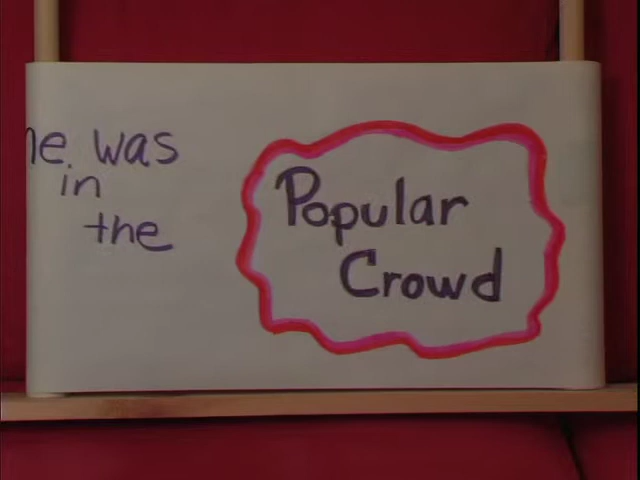 was
in
the
Popular
Crowd